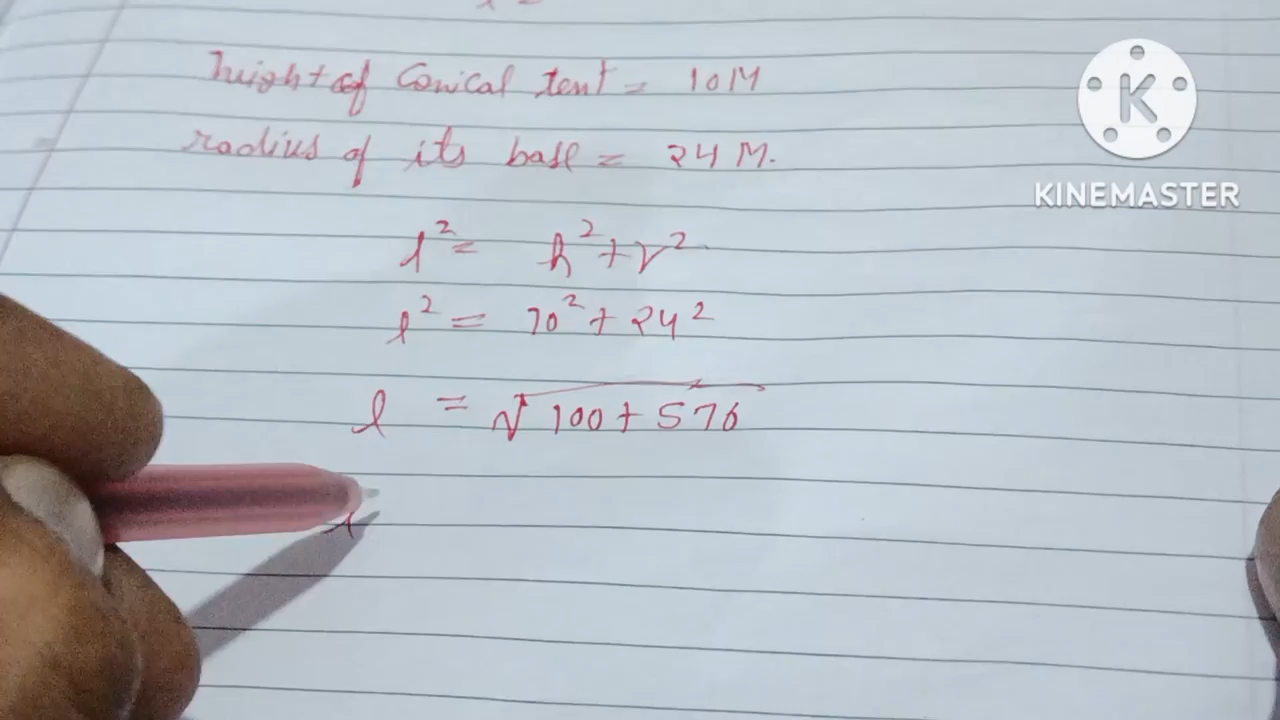 height of Conical tent = 10M
radius of its base = 24 M.
l² = h² + r²
l² = 10² + 24²
l = √100 + 576
l
K
KINEMASTER